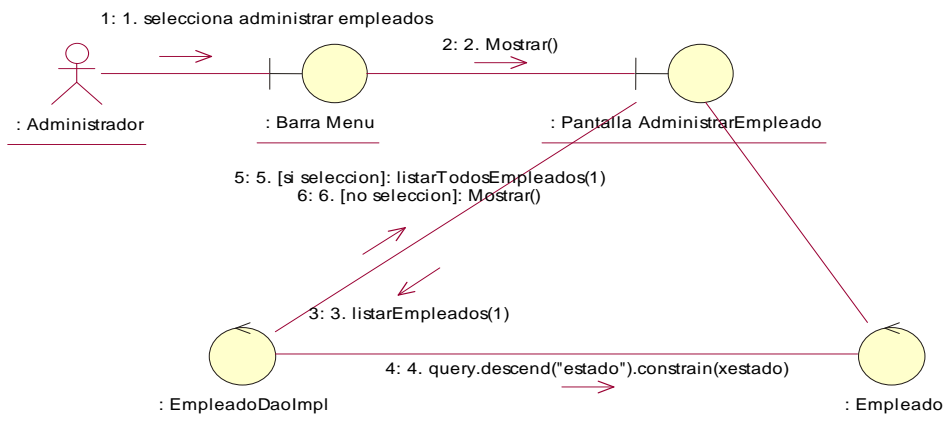 1: 1. selecciona administrar empleados
2: 2. Mostrar()
: Administrador
: Barra Menu
: Pantalla AdministrarEmpleado
5: 5. [si seleccion]: listarTodosEmpleados(1)
6: 6. [no seleccion]: Mostrar()
3: 3. listarEmpleados(1)
4: 4. query.descend("estado").constrain(xestado)
: EmpleadoDaoImpl
: Empleado